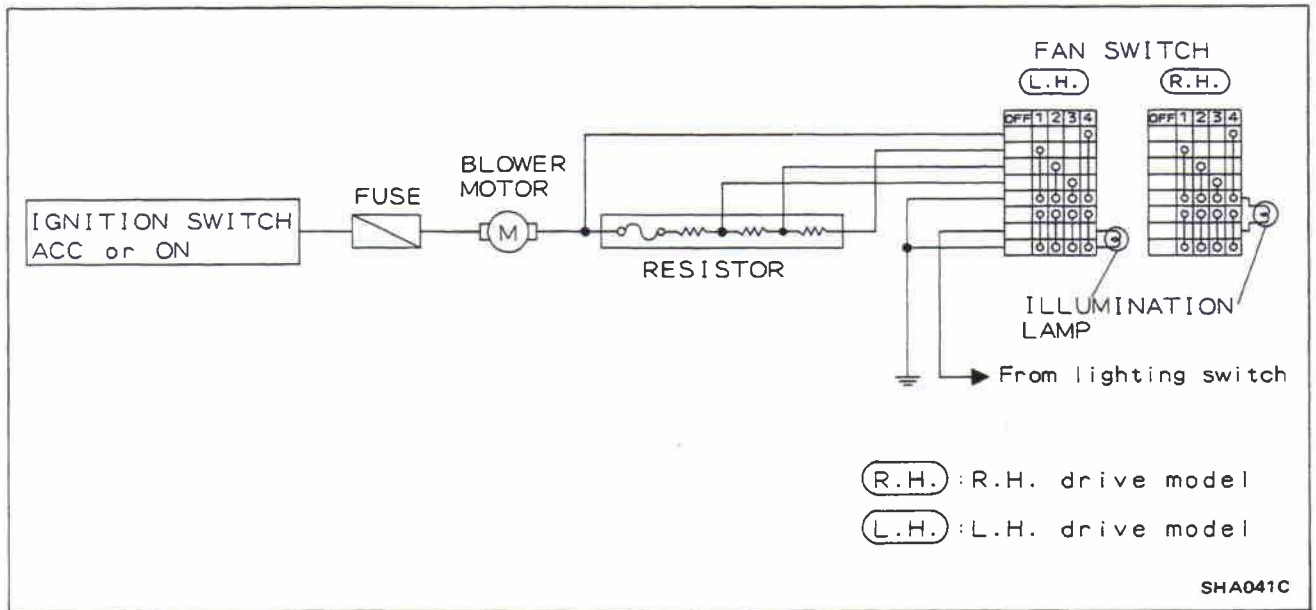 FAN SWITCH
L.H. R.H.
OFF 1 2 3 4 OFF 1 2 3 4
BLOWER
MOTOR
FUSE
IGNITION SWITCH
ACC or ON
M
RESISTOR
ILLUMINATION
LAMP
From lighting switch
R.H. : R.H. drive model
L.H. : L.H. drive model
SHA041C